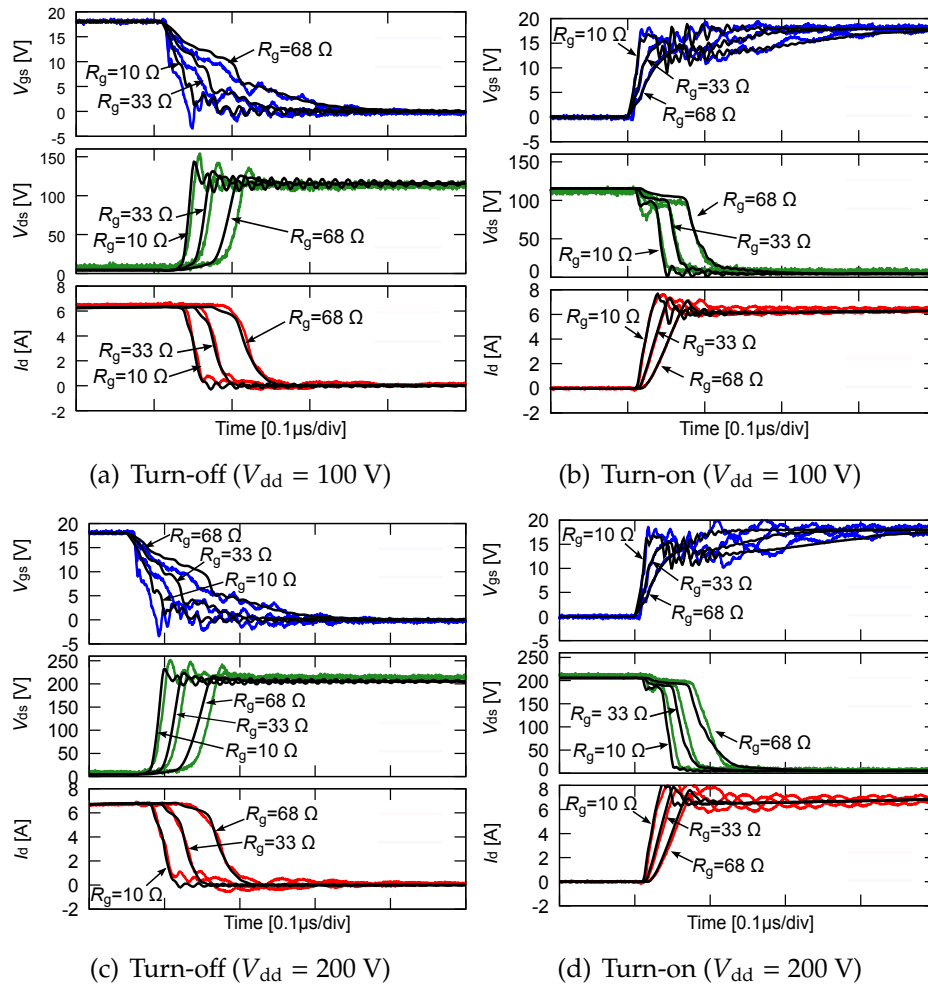 20
15
10
5
0
-5
Vgs [V]
Rg=68 Ω
Rg=10 Ω
Rg=33 Ω
150
100
50
0
Vds [V]
Rg=33 Ω
Rg=10 Ω
Rg=68 Ω
8
6
4
2
0
-2
Id [A]
Rg=68 Ω
Rg=33 Ω
Rg=10 Ω
Time [0.1μs/div]
(a) Turn-off (Vdd = 100 V)
20
15
10
5
0
-5
Vgs [V]
Rg=10 Ω
Rg=33 Ω
Rg=68 Ω
150
100
50
0
Vds [V]
Rg=68 Ω
Rg=33 Ω
Rg=10 Ω
8
6
4
2
0
-2
Id [A]
Rg=10 Ω
Rg=33 Ω
Rg=68 Ω
Time [0.1μs/div]
(b) Turn-on (Vdd = 100 V)
20
15
10
5
0
-5
Vgs [V]
Rg=68 Ω
Rg=33 Ω
Rg=10 Ω
250
200
150
100
50
0
Vds [V]
Rg=68 Ω
Rg=33 Ω
Rg=10 Ω
8
6
4
2
0
-2
Id [A]
Rg=68 Ω
Rg=33 Ω
Rg=10 Ω
Time [0.1μs/div]
(c) Turn-off (Vdd = 200 V)
20
15
10
5
0
-5
Vgs [V]
Rg=10 Ω
Rg=33 Ω
Rg=68 Ω
250
200
150
100
50
0
Vds [V]
Rg= 33 Ω
Rg=10 Ω
Rg=68 Ω
8
6
4
2
0
-2
Id [A]
Rg=10 Ω
Rg=33 Ω
Rg=68 Ω
Time [0.1μs/div]
(d) Turn-on (Vdd = 200 V)